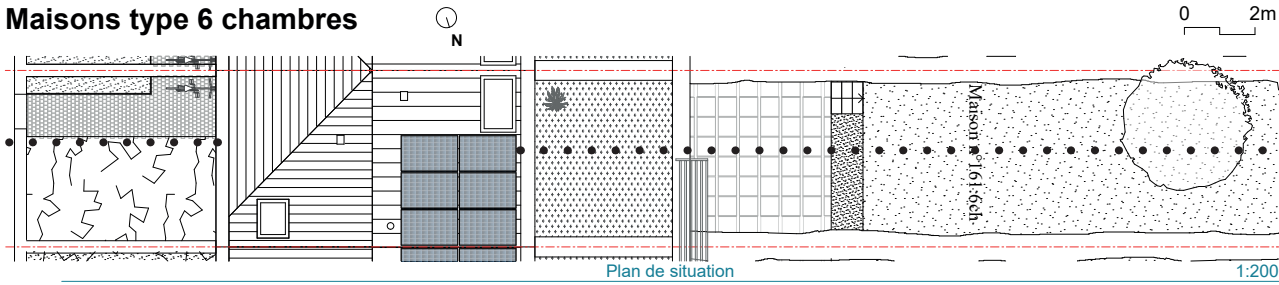 Maisons type 6 chambres
N
0 2m
Maison n°161:6ch
Plan de situation
1:200